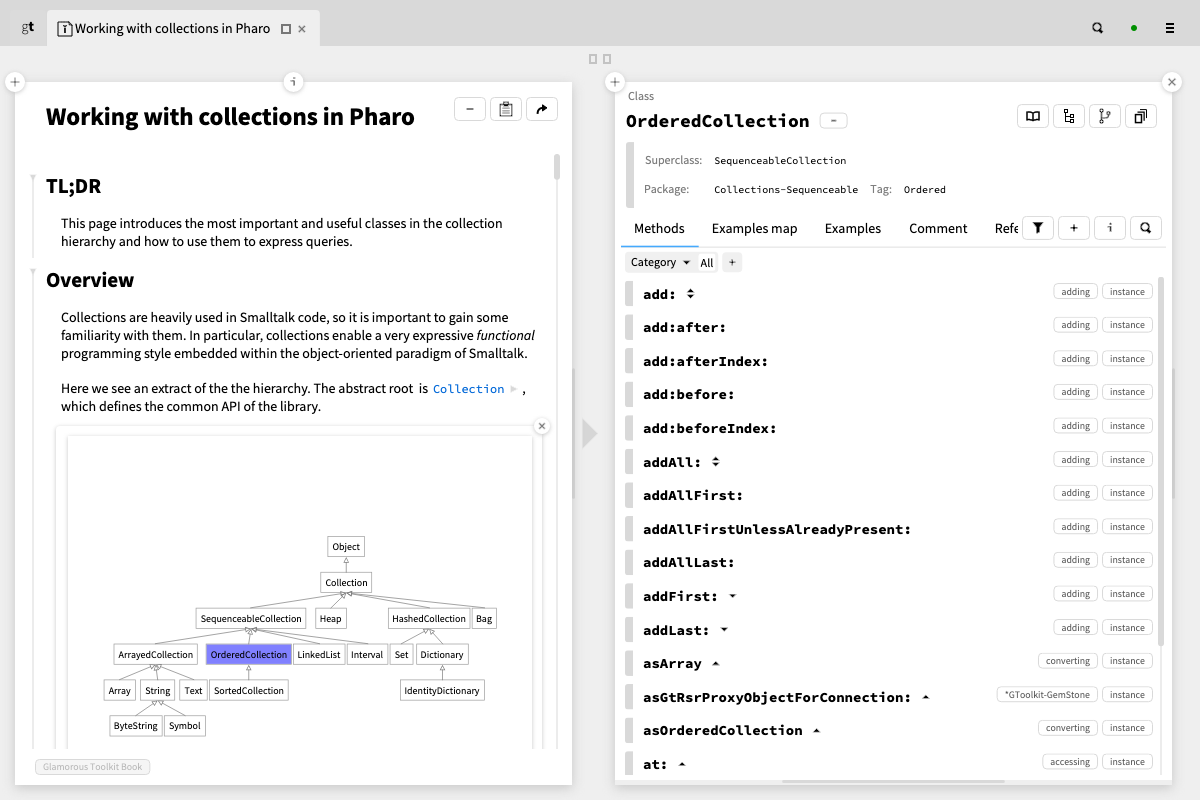 gt
Working with collections in Pharo
Working with collections in Pharo
TL;DR
This page introduces the most important and useful classes in the collection
hierarchy and how to use them to express queries.
Overview
Collections are heavily used in Smalltalk code, so it is important to gain some
familiarity with them. In particular, collections enable a very expressive functional
programming style embedded within the object-oriented paradigm of Smalltalk.
Here we see an extract of the the hierarchy. The abstract root is Collection ,
which defines the common API of the library.
Object
Collection
SequenceableCollection Heap HashedCollection Bag
ArrayedCollection OrderedCollection LinkedList Interval Set Dictionary
Array String Text SortedCollection IdentityDictionary
ByteString Symbol
Glamorous Toolkit Book
Class
OrderedCollection
Superclass: SequenceableCollection
Package: Collections-Sequenceable Tag: Ordered
Methods Examples map Examples Comment Refe
Category All +
add: adding instance
add:after: adding instance
add:afterIndex: adding instance
add:before: adding instance
add:beforeIndex: adding instance
addAll: adding instance
addAllFirst: adding instance
addAllFirstUnlessAlreadyPresent: adding instance
addAllLast: adding instance
addFirst: adding instance
addLast: adding instance
asArray converting instance
asGtRsrProxyObjectForConnection: *GToolkit-GemStone instance
asOrderedCollection converting instance
at: accessing instance